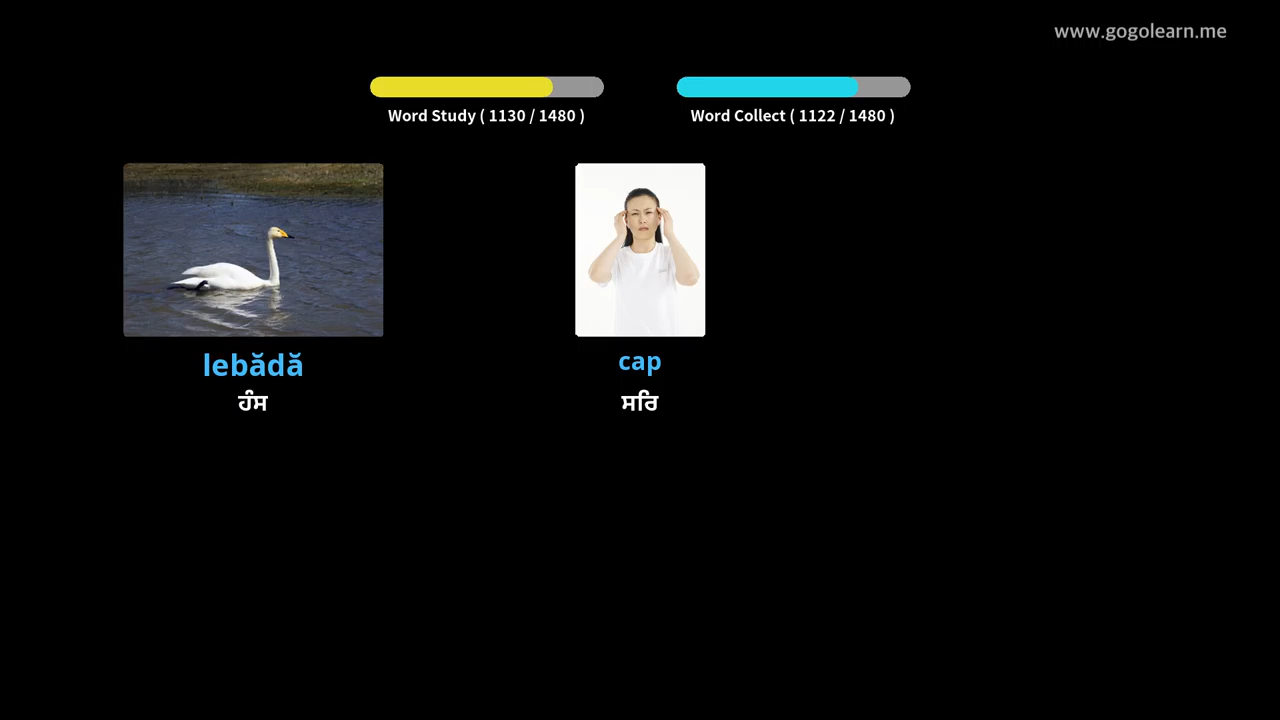 www.gogolearn.me
Word Study ( 1130 / 1480 )
Word Collect ( 1122 / 1480 )
lebădă
ਹੰਸ
cap
ਸਰਿ